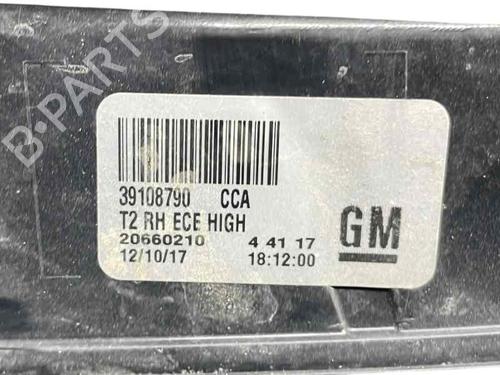 B-PARTS
39108790 CCA
T2 RH ECE HIGH
20660210 4 41 17
12/10/17 18:12:00
GM